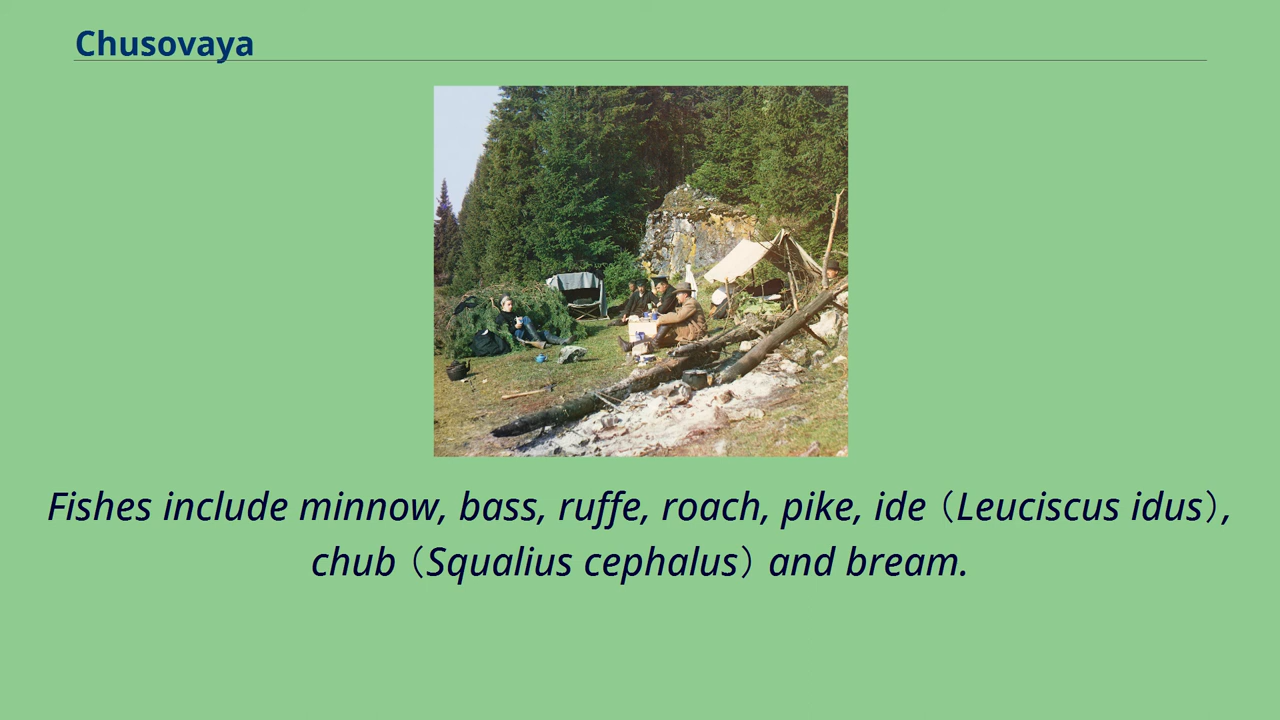 Chusovaya
Fishes include minnow, bass, ruffe, roach, pike, ide（Leuciscus idus）,
chub（Squalius cephalus）and bream.